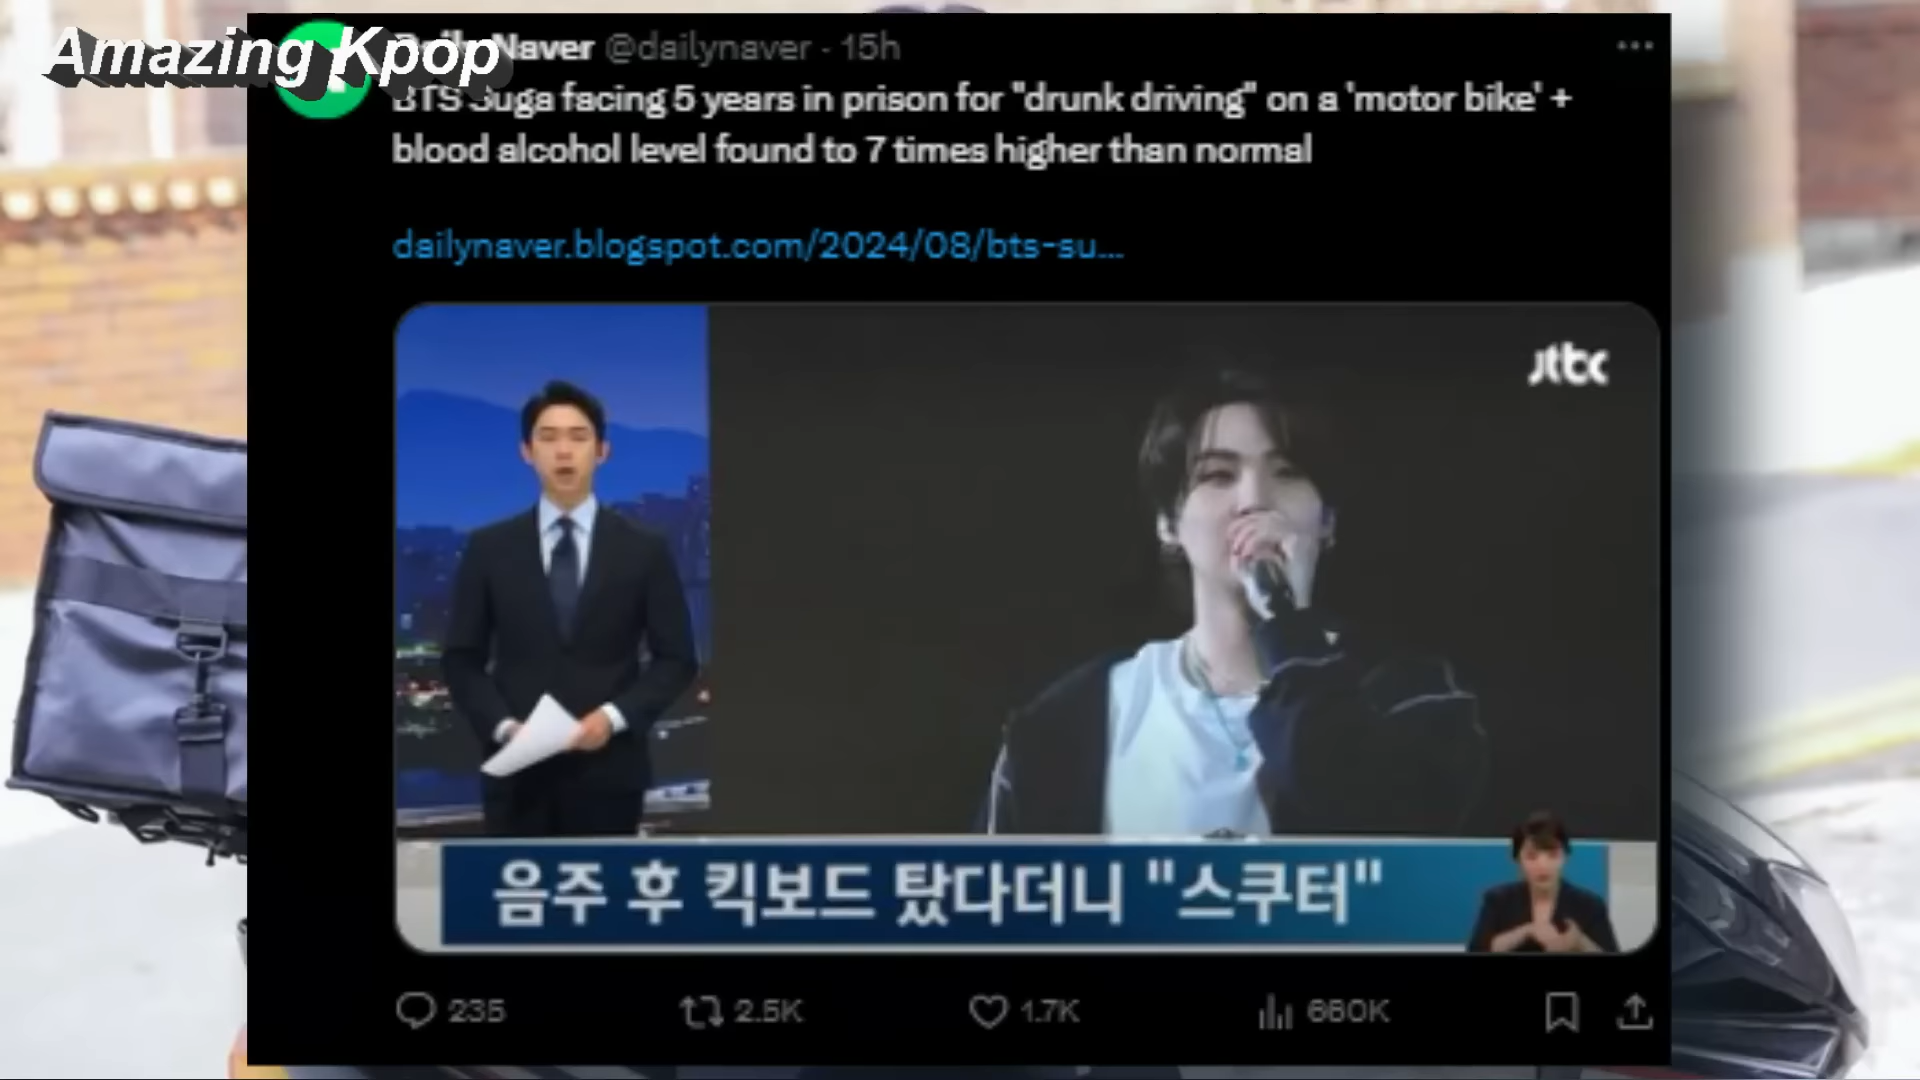 Amazing Kpop
Daily Naver @dailynaver · 15h
BTS Suga facing 5 years in prison for "drunk driving" on a 'motor bike' +
blood alcohol level found to 7 times higher than normal
dailynaver.blogspot.com/2024/08/bts-su...
jtbc
음주 후 킥보드 탔다더니 "스쿠터"
235 2.5K 1.7K 680K